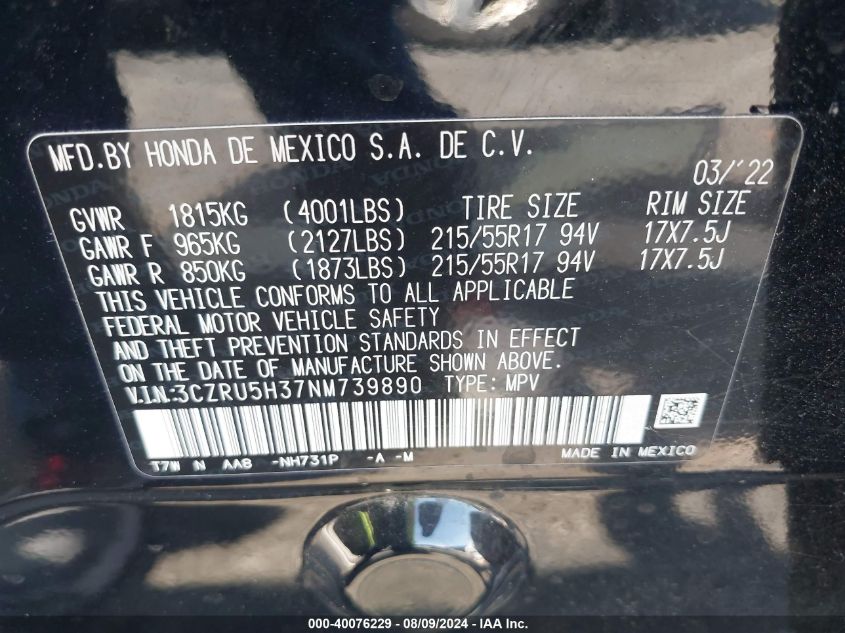 MFD.BY HONDA DE MEXICO S.A. DE C.V.
03/'22
GVWR 1815KG (4001LBS) TIRE SIZE RIM SIZE
GAWR F 965KG (2127LBS) 215/55R17 94V 17X7.5J
GAWR R 850KG (1873LBS) 215/55R17 94V 17X7.5J
THIS VEHICLE CONFORMS TO ALL APPLICABLE
FEDERAL MOTOR VEHICLE SAFETY
AND THEFT PREVENTION STANDARDS IN EFFECT
ON THE DATE OF MANUFACTURE SHOWN ABOVE.
V.I.N:3CZRU5H37NM739890 TYPE: MPV
T7W N AAB -NH731P -A -M MADE IN MEXICO
000-40076229 - 08/09/2024 - IAA Inc.